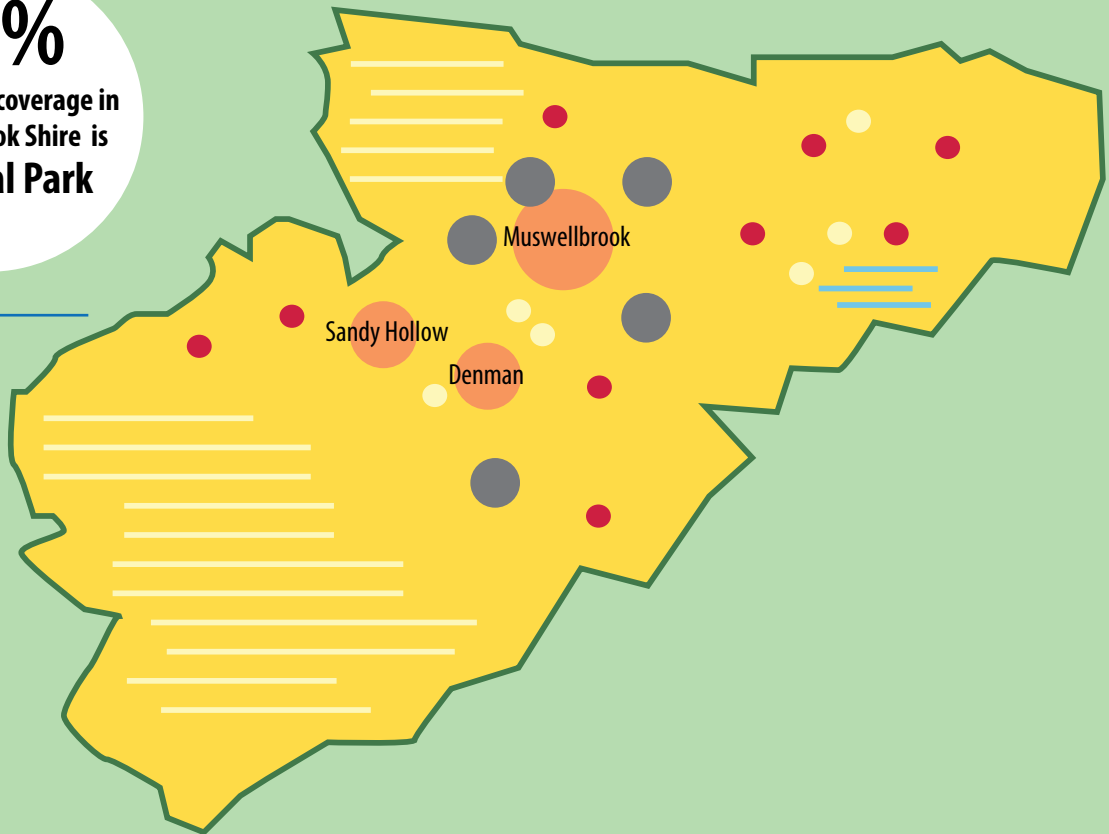 %
coverage in
ok Shire is
al Park
Muswellbrook
Sandy Hollow
Denman